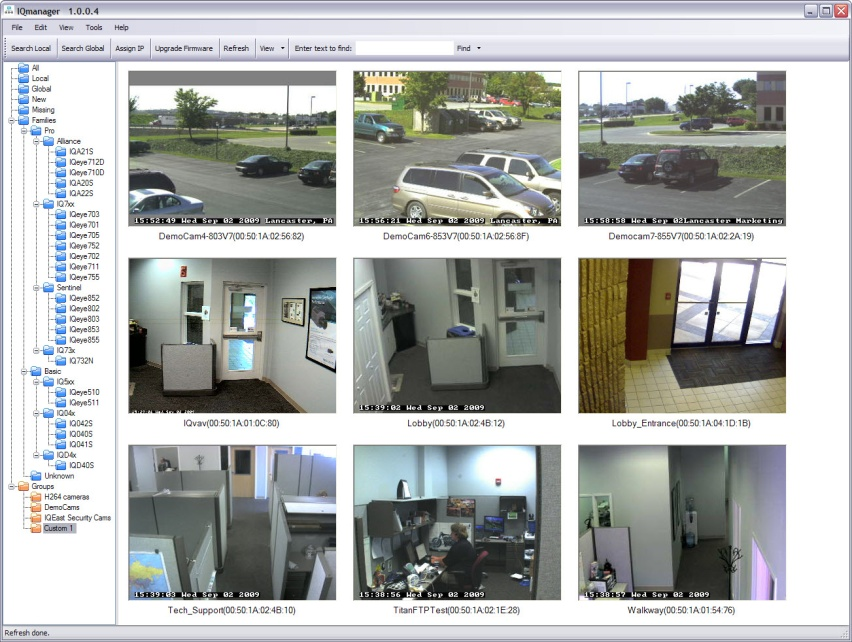 IQmanager 1.0.0.4
File Edit View Tools Help
Search Local Search Global Assign IP Upgrade Firmware Refresh View Enter text to find: Find
All
Local
Global
New
Missing
Families
Pro
Alliance
IQA21S
IQeye712D
IQeye710D
IQA20S
IQA22S
IQ7xx
IQeye703
IQeye701
IQeye705
IQeye752
IQeye702
IQeye711
IQeye755
Sentinel
IQeye852
IQeye802
IQeye803
IQeye853
IQeye855
IQ73x
IQ732N
Basic
IQ5xx
IQeye510
IQeye511
IQ04x
IQ042S
IQ040S
IQ041S
IQD4x
IQD40S
Unknown
Groups
H264 cameras
DemoCams
IQEast Security Cama
Custom 1
15:52:49 Wed Sep 02 2009 Lancaster, PA
DemoCam4-803V7(00:50:1A:02:56:82)
15:56:21 Wed Sep 02 2009 Lancaster, PA
DemoCam6-853V7(00:50:1A:02:56:8F)
15:58:58 Wed Sep 02Lancaster Marketing
Democam7-855V7(00:50:1A:02:2A:19)
IQvav(00:50:1A:01:0C:80)
15:39:02 Wed Sep 02 2009
Lobby(00:50:1A:02:4B:12)
Lobby_Entrance(00:50:1A:04:1D:1B)
15:39:03 Wed Sep 02 2009
Tech_Support(00:50:1A:02:4B:10)
15:38:56 Wed Sep 02 2009
TitanFTPTest(00:50:1A:02:1E:28)
15:38:57 Wed Sep 02 2009
Walkway(00:50:1A:01:54:76)
Refresh done.